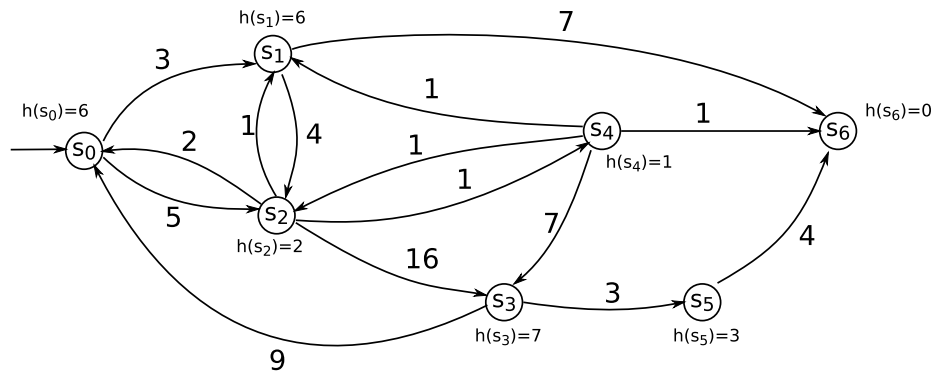 h(s1)=6
7
s1
3
h(s0)=6
1
h(s6)=0
s4
1
s6
s0
2
1
4
1
h(s4)=1
1
5
s2
h(s2)=2
7
16
4
s3
3
s5
h(s3)=7
h(s5)=3
9